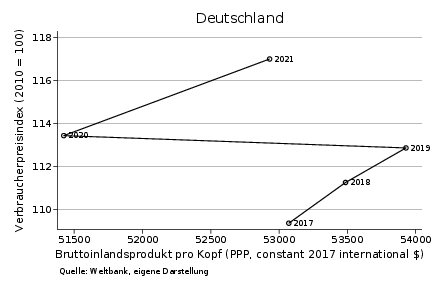 Deutschland
Verbraucherpreisindex (2010 = 100)
118
116
114
112
110
2021
2020
2019
2018
2017
51500 52000 52500 53000 53500 54000
Bruttoinlandsprodukt pro Kopf (PPP, constant 2017 international $)
Quelle: Weltbank, eigene Darstellung